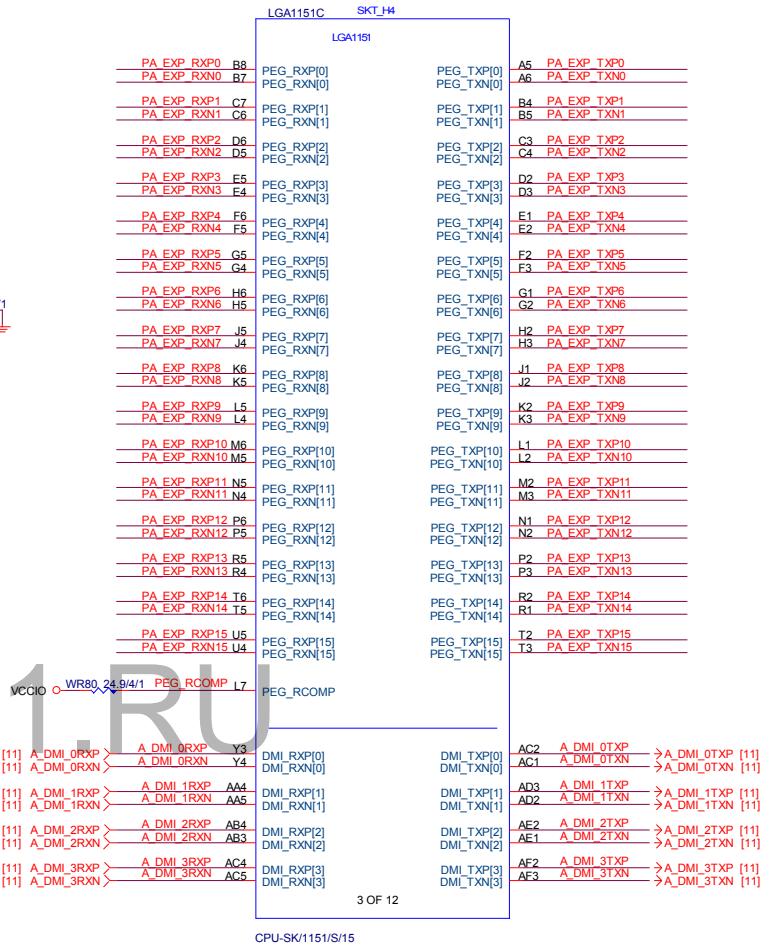 LGA1151C SKT_H4
LGA1151
PA_EXP_RXP0 B8 PEG_RXP[0] PEG_TXP[0] A5 PA_EXP_TXP0
PA_EXP_RXN0 B7 PEG_RXN[0] PEG_TXN[0] A6 PA_EXP_TXN0
PA_EXP_RXP1 C7 PEG_RXP[1] PEG_TXP[1] B4 PA_EXP_TXP1
PA_EXP_RXN1 C6 PEG_RXN[1] PEG_TXN[1] B5 PA_EXP_TXN1
PA_EXP_RXP2 D6 PEG_RXP[2] PEG_TXP[2] C3 PA_EXP_TXP2
PA_EXP_RXN2 D5 PEG_RXN[2] PEG_TXN[2] C4 PA_EXP_TXN2
PA_EXP_RXP3 E5 PEG_RXP[3] PEG_TXP[3] D2 PA_EXP_TXP3
PA_EXP_RXN3 E4 PEG_RXN[3] PEG_TXN[3] D3 PA_EXP_TXN3
PA_EXP_RXP4 F6 PEG_RXP[4] PEG_TXP[4] E1 PA_EXP_TXP4
PA_EXP_RXN4 F5 PEG_RXN[4] PEG_TXN[4] E2 PA_EXP_TXN4
PA_EXP_RXP5 G5 PEG_RXP[5] PEG_TXP[5] F2 PA_EXP_TXP5
PA_EXP_RXN5 G4 PEG_RXN[5] PEG_TXN[5] F3 PA_EXP_TXN5
PA_EXP_RXP6 H6 PEG_RXP[6] PEG_TXP[6] G1 PA_EXP_TXP6
PA_EXP_RXN6 H5 PEG_RXN[6] PEG_TXN[6] G2 PA_EXP_TXN6
PA_EXP_RXP7 J5 PEG_RXP[7] PEG_TXP[7] H2 PA_EXP_TXP7
PA_EXP_RXN7 J4 PEG_RXN[7] PEG_TXN[7] H3 PA_EXP_TXN7
PA_EXP_RXP8 K6 PEG_RXP[8] PEG_TXP[8] J1 PA_EXP_TXP8
PA_EXP_RXN8 K5 PEG_RXN[8] PEG_TXN[8] J2 PA_EXP_TXN8
PA_EXP_RXP9 L5 PEG_RXP[9] PEG_TXP[9] K2 PA_EXP_TXP9
PA_EXP_RXN9 L4 PEG_RXN[9] PEG_TXN[9] K3 PA_EXP_TXN9
PA_EXP_RXP10 M6 PEG_RXP[10] PEG_TXP[10] L1 PA_EXP_TXP10
PA_EXP_RXN10 M5 PEG_RXN[10] PEG_TXN[10] L2 PA_EXP_TXN10
PA_EXP_RXP11 N5 PEG_RXP[11] PEG_TXP[11] M2 PA_EXP_TXP11
PA_EXP_RXN11 N4 PEG_RXN[11] PEG_TXN[11] M3 PA_EXP_TXN11
PA_EXP_RXP12 P6 PEG_RXP[12] PEG_TXP[12] N1 PA_EXP_TXP12
PA_EXP_RXN12 P5 PEG_RXN[12] PEG_TXN[12] N2 PA_EXP_TXN12
PA_EXP_RXP13 R5 PEG_RXP[13] PEG_TXP[13] P2 PA_EXP_TXP13
PA_EXP_RXN13 R4 PEG_RXN[13] PEG_TXN[13] P3 PA_EXP_TXN13
PA_EXP_RXP14 T6 PEG_RXP[14] PEG_TXP[14] R2 PA_EXP_TXP14
PA_EXP_RXN14 T5 PEG_RXN[14] PEG_TXN[14] R1 PA_EXP_TXN14
PA_EXP_RXP15 U5 PEG_RXP[15] PEG_TXP[15] T2 PA_EXP_TXP15
PA_EXP_RXN15 U4 PEG_RXN[15] PEG_TXN[15] T3 PA_EXP_TXN15
VCCIO WR80 24.9/4/1 PEG_RCOMP L7 PEG_RCOMP
1.RU
[11] A_DMI_0RXP A_DMI_0RXP Y3 DMI_RXP[0] DMI_TXP[0] AC2 A_DMI_0TXP A_DMI_0TXP [11]
[11] A_DMI_0RXN A_DMI_0RXN Y4 DMI_RXN[0] DMI_TXN[0] AC1 A_DMI_0TXN A_DMI_0TXN [11]
[11] A_DMI_1RXP A_DMI_1RXP AA4 DMI_RXP[1] DMI_TXP[1] AD3 A_DMI_1TXP A_DMI_1TXP [11]
[11] A_DMI_1RXN A_DMI_1RXN AA5 DMI_RXN[1] DMI_TXN[1] AD2 A_DMI_1TXN A_DMI_1TXN [11]
[11] A_DMI_2RXP A_DMI_2RXP AB4 DMI_RXP[2] DMI_TXP[2] AE2 A_DMI_2TXP A_DMI_2TXP [11]
[11] A_DMI_2RXN A_DMI_2RXN AB3 DMI_RXN[2] DMI_TXN[2] AE1 A_DMI_2TXN A_DMI_2TXN [11]
[11] A_DMI_3RXP A_DMI_3RXP AC4 DMI_RXP[3] DMI_TXP[3] AF2 A_DMI_3TXP A_DMI_3TXP [11]
[11] A_DMI_3RXN A_DMI_3RXN AC5 DMI_RXN[3] DMI_TXN[3] AF3 A_DMI_3TXN A_DMI_3TXN [11]
3 OF 12
CPU-SK/1151/S/15